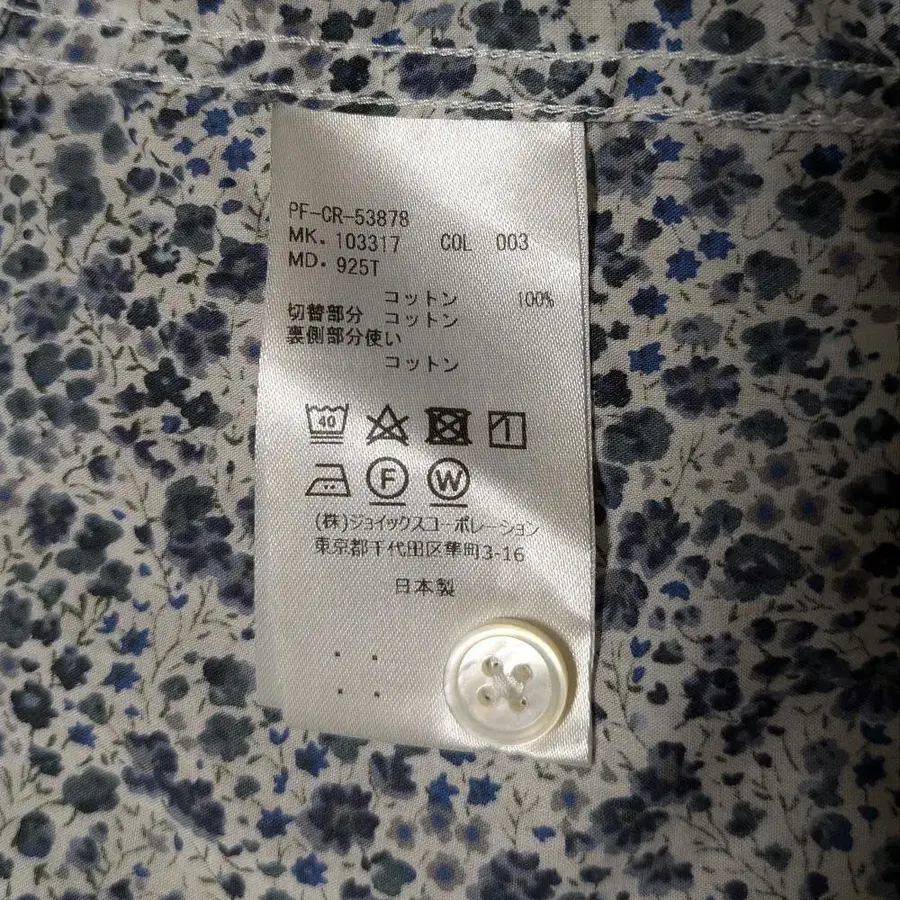 PF-CR-53878
MK. 103317 COL 003
MD. 925T
コットン 100%
切替部分 コットン
裏側部分使い
コットン
40
F W
(株)ジョイックスコーポレーション
東京都千代田区隼町3-16
日本製